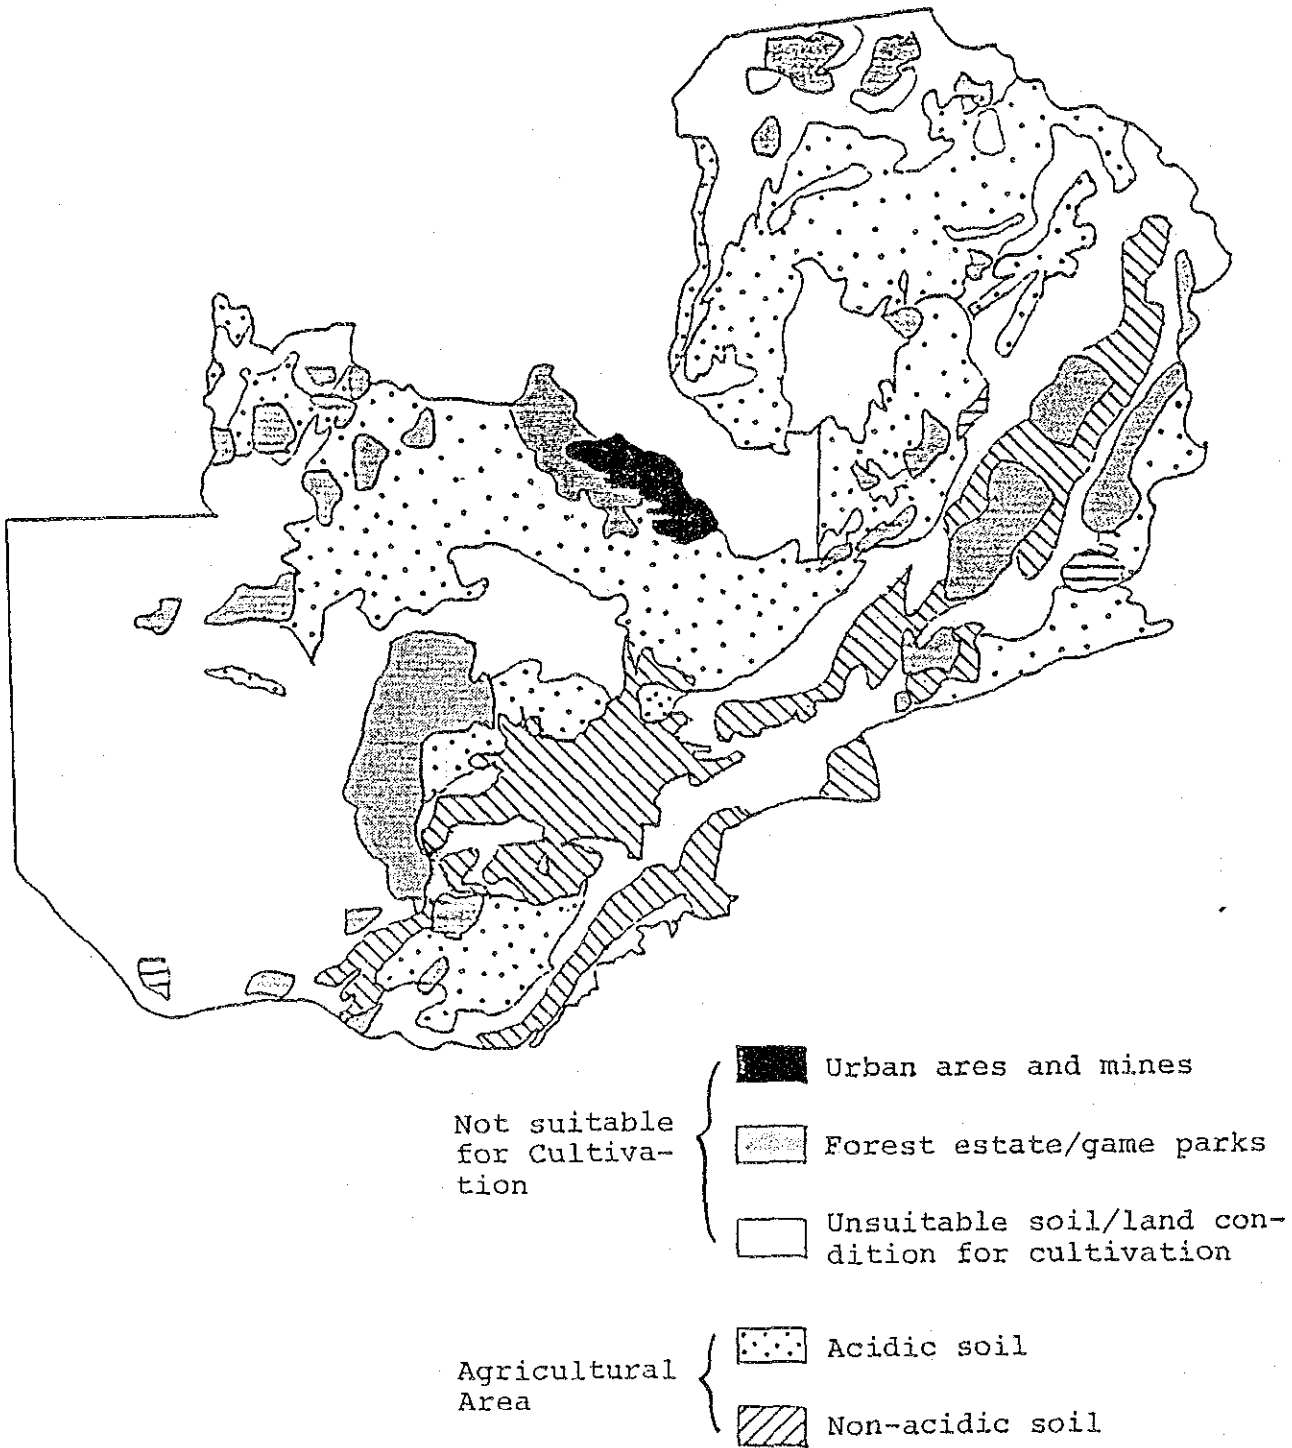 Urban ares and mines
Not suitable
for Cultiva-
tion
Forest estate/game parks
Unsuitable soil/land con-
dition for cultivation
Agricultural
Area
Acidic soil
Non-acidic soil